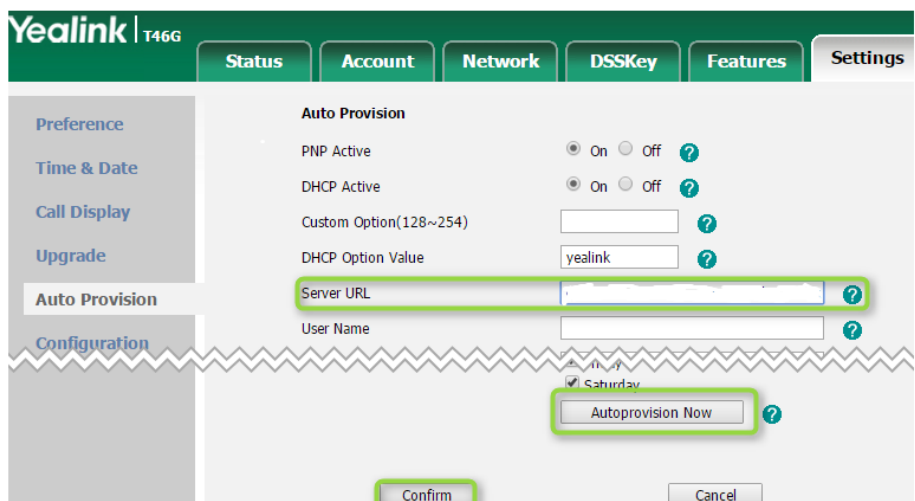 Yealink T46G
Status Account Network DSSKey Features Settings
Preference
Time & Date
Call Display
Upgrade
Auto Provision
Configuration
Auto Provision
PNP Active On Off ?
DHCP Active On Off ?
Custom Option(128~254) ?
DHCP Option Value yealink ?
Server URL ?
User Name ?
Saturday
Autoprovision Now ?
Confirm Cancel